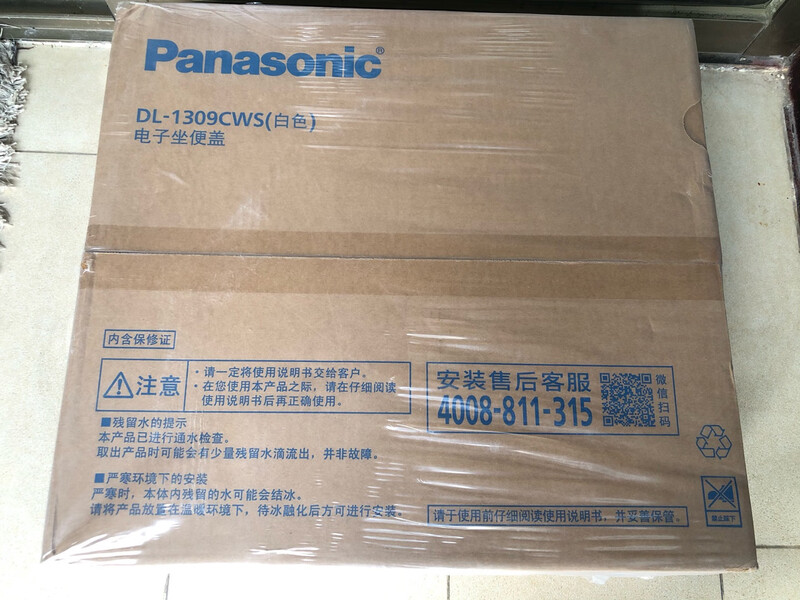 Panasonic®
DL-1309CWS(白色)
电子坐便盖
内含保修证
注意
·请一定将使用说明书交给客户。
·在您使用本产品之际，请在仔细阅读
使用说明书后再正确使用。
安装售后客服
4008-811-315
微信扫码
■残留水的提示
本产品已进行通水检查。
取出产品时可能会有少量残留水滴流出，并非故障。
■严寒环境下的安装
严寒时，本体内残留的水可能会结冰。
请将产品放置在温暖环境下，待冰融化后方可进行安装。
请于使用前仔细阅读使用说明书，并妥善保管。